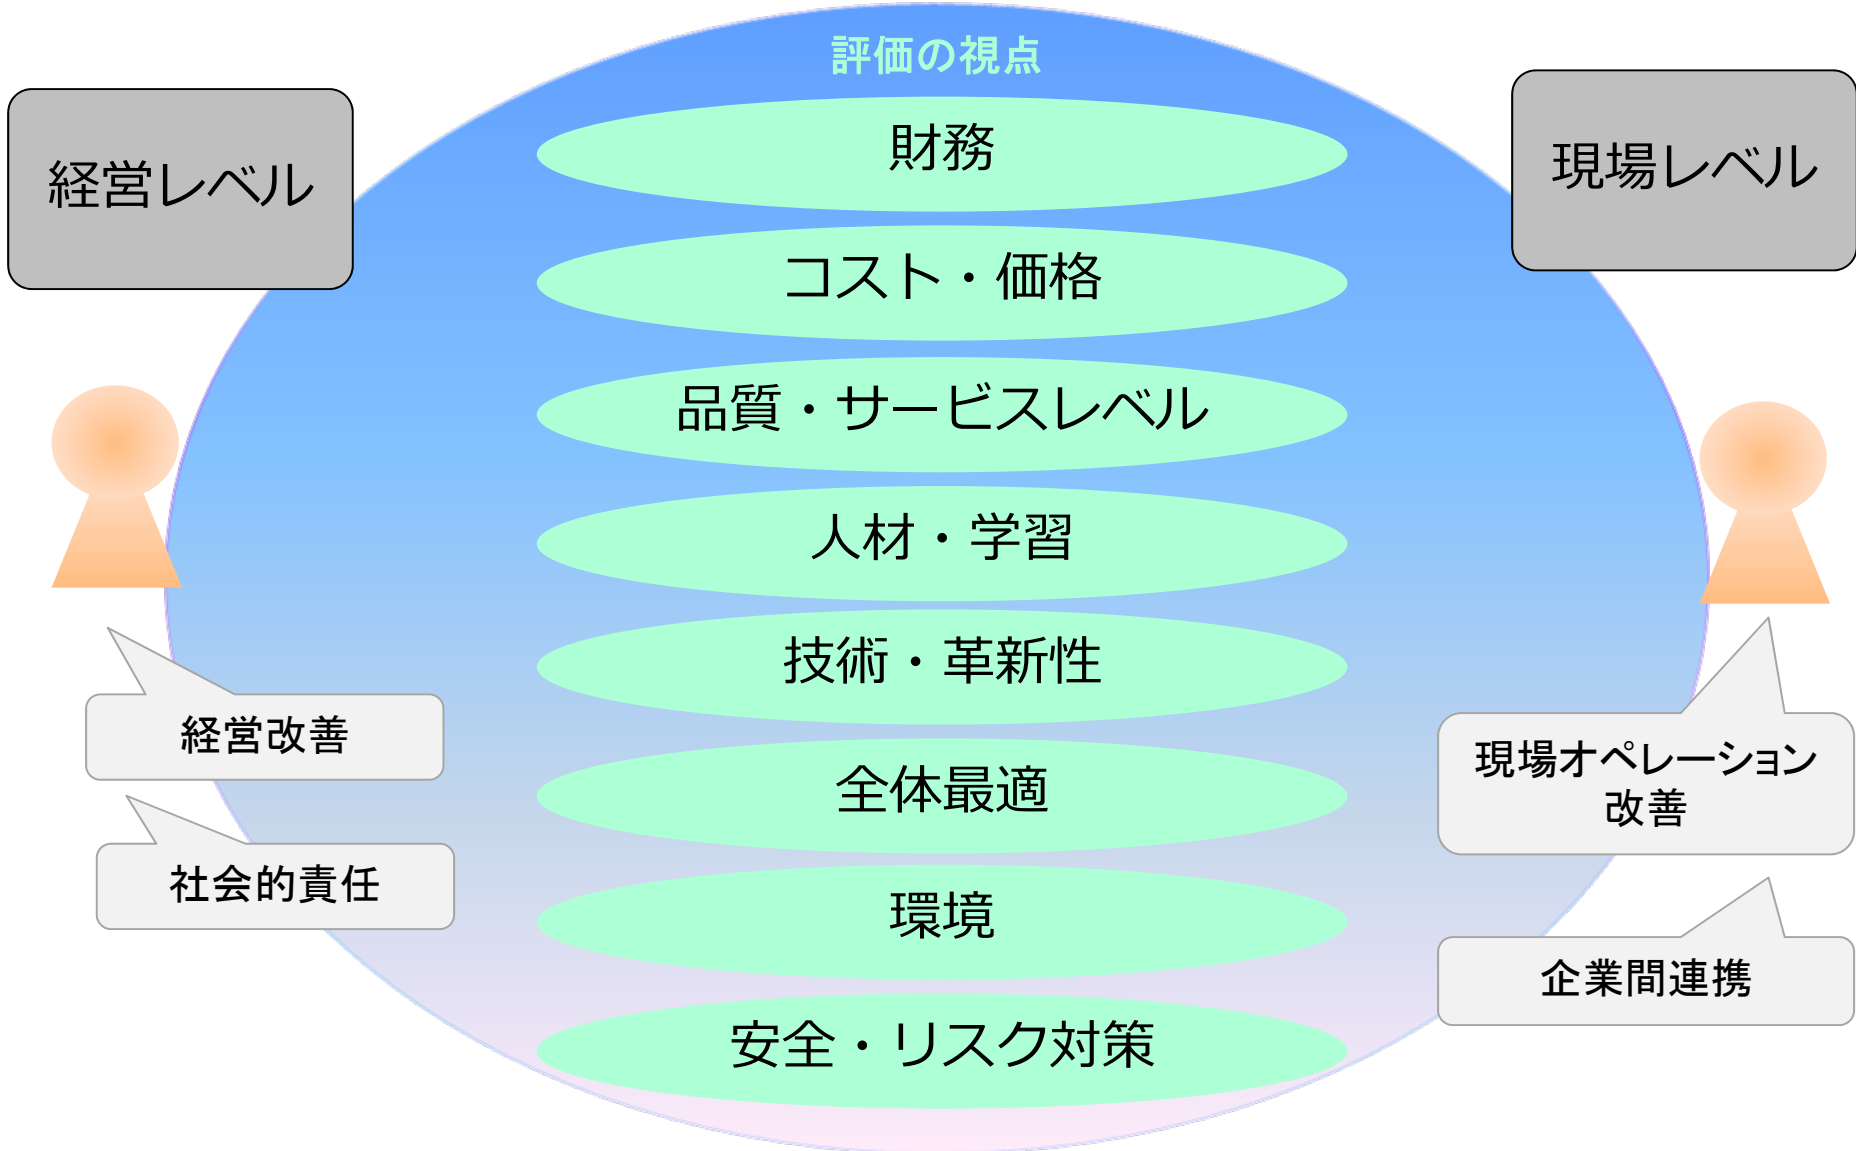 評価の視点
経営レベル
現場レベル
財務
コスト・価格
品質・サービスレベル
人材・学習
技術・革新性
全体最適
環境
安全・リスク対策
経営改善
社会的責任
現場オペレーション
改善
企業間連携